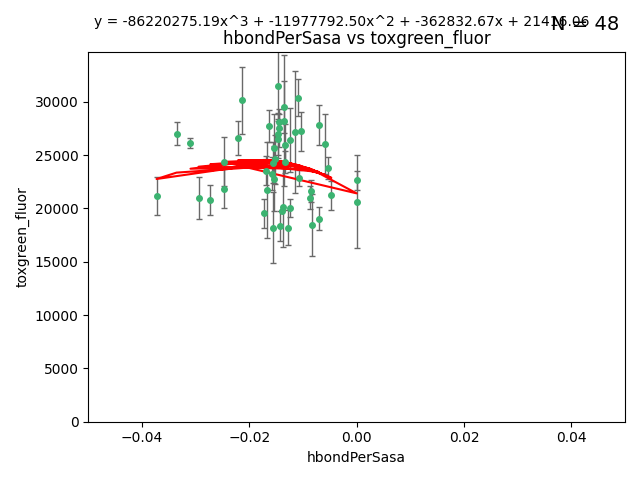 y = -86220275.19x^3 + -11977792.50x^2 + -362832.67x + 21416.06
N = 48
hbondPerSasa vs toxgreen_fluor
30000
25000
20000
15000
10000
5000
0
toxgreen_fluor
−0.04
−0.02
0.00
0.02
0.04
hbondPerSasa